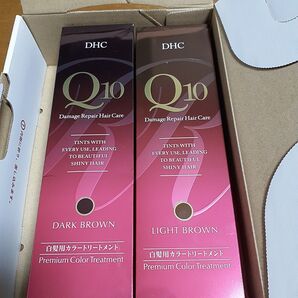 DHC
Q10
Damage Repair Hair Care
TINTS WITH
EVERY USE, LEADING
TO BEAUTIFUL
SHINY HAIR
DARK BROWN
白髪用カラートリートメント
Premium Color Treatment
DHC
Q10
Damage Repair Hair Care
TINTS WITH
EVERY USE, LEADING
TO BEAUTIFUL
SHINY HAIR
LIGHT BROWN
白髪用カラートリートメント
Premium Color Treatment